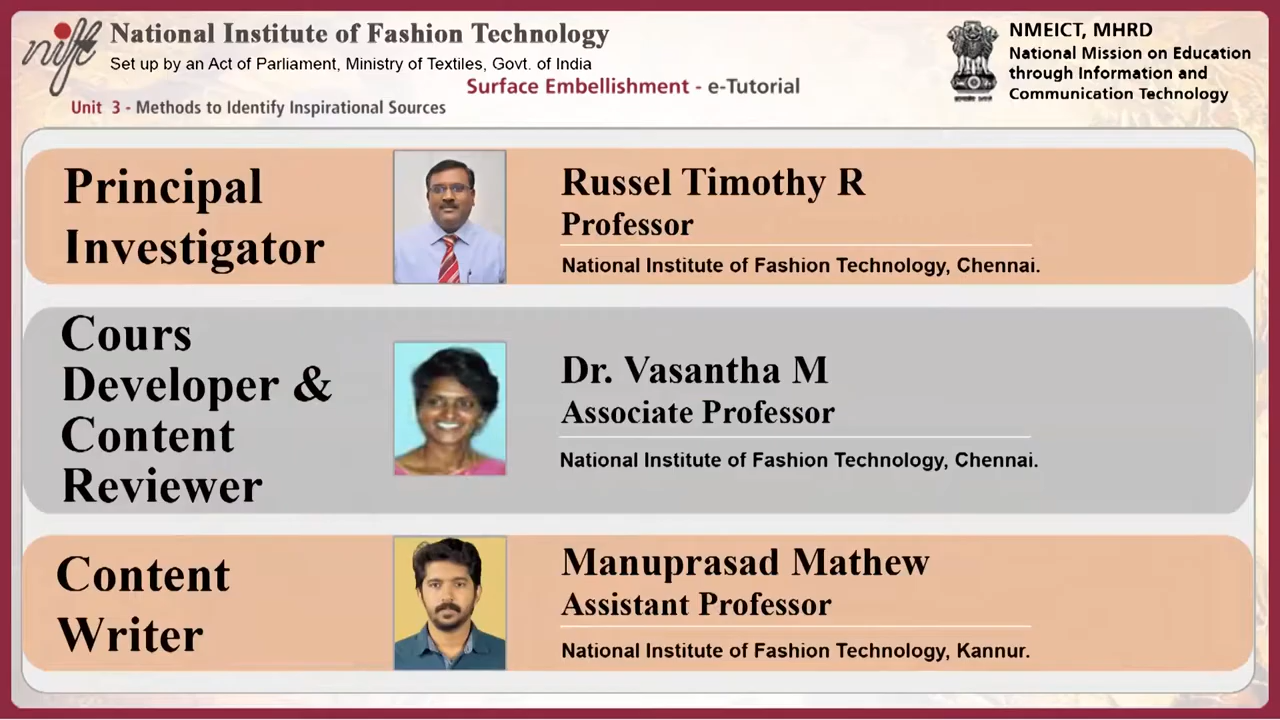 nift
National Institute of Fashion Technology
Set up by an Act of Parliament, Ministry of Textiles, Govt. of India
Surface Embellishment - e-Tutorial
Unit 3 - Methods to Identify Inspirational Sources
NMEICT, MHRD
National Mission on Education
through Information and
Communication Technology
Principal
Investigator
Russel Timothy R
Professor
National Institute of Fashion Technology, Chennai.
Cours
Developer &
Content
Reviewer
Dr. Vasantha M
Associate Professor
National Institute of Fashion Technology, Chennai.
Content
Writer
Manuprasad Mathew
Assistant Professor
National Institute of Fashion Technology, Kannur.